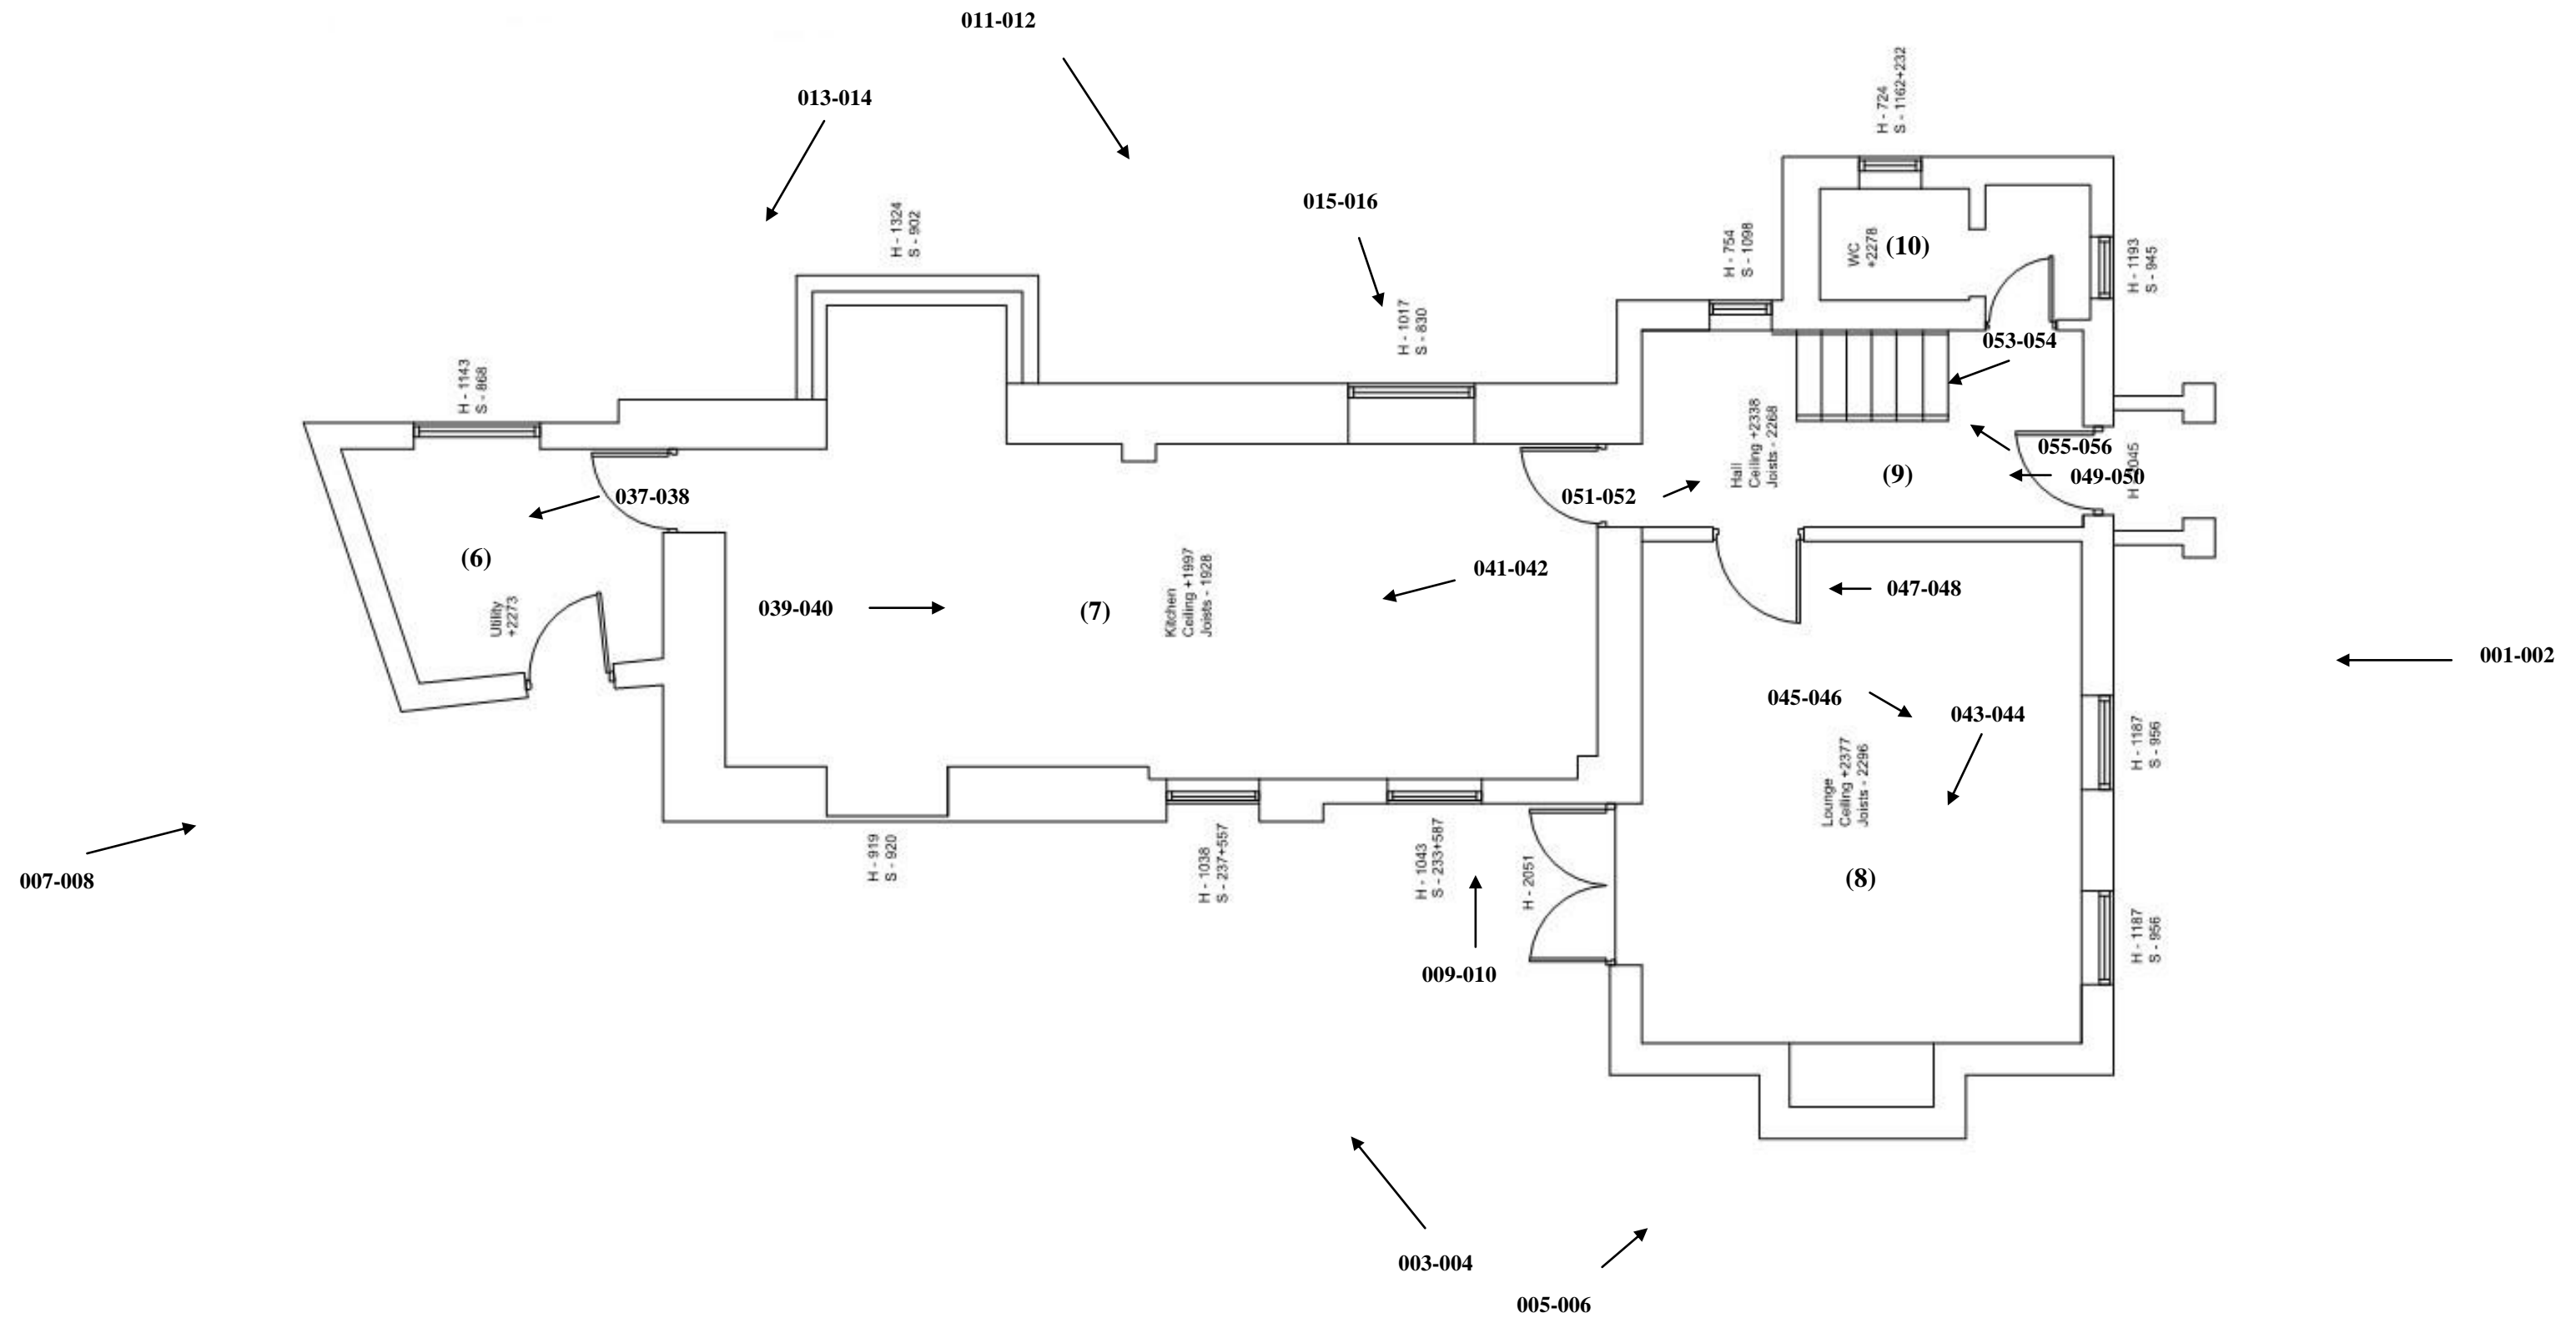 011-012
013-014
H - 724
S - 1162+232
015-016
H - 1324
S - 902
H - 754
S - 1098
WC
+2278
(10)
H - 1193
S - 945
H - 1017
S - 830
053-054
H - 1143
S - 868
Hall
Ceiling +2338
Joists - 2268
(9)
055-056
049-050
037-038
051-052
(6)
Utility
+2273
039-040
(7)
Kitchen
Ceiling +1997
Joists - 1928
041-042
047-048
001-002
045-046
043-044
H - 1187
S - 956
Lounge
Ceiling +2377
Joists - 2296
(8)
007-008
H - 919
S - 920
H - 1038
S - 237+557
H - 1043
S - 233+587
H - 2051
H - 1187
S - 956
009-010
003-004
005-006